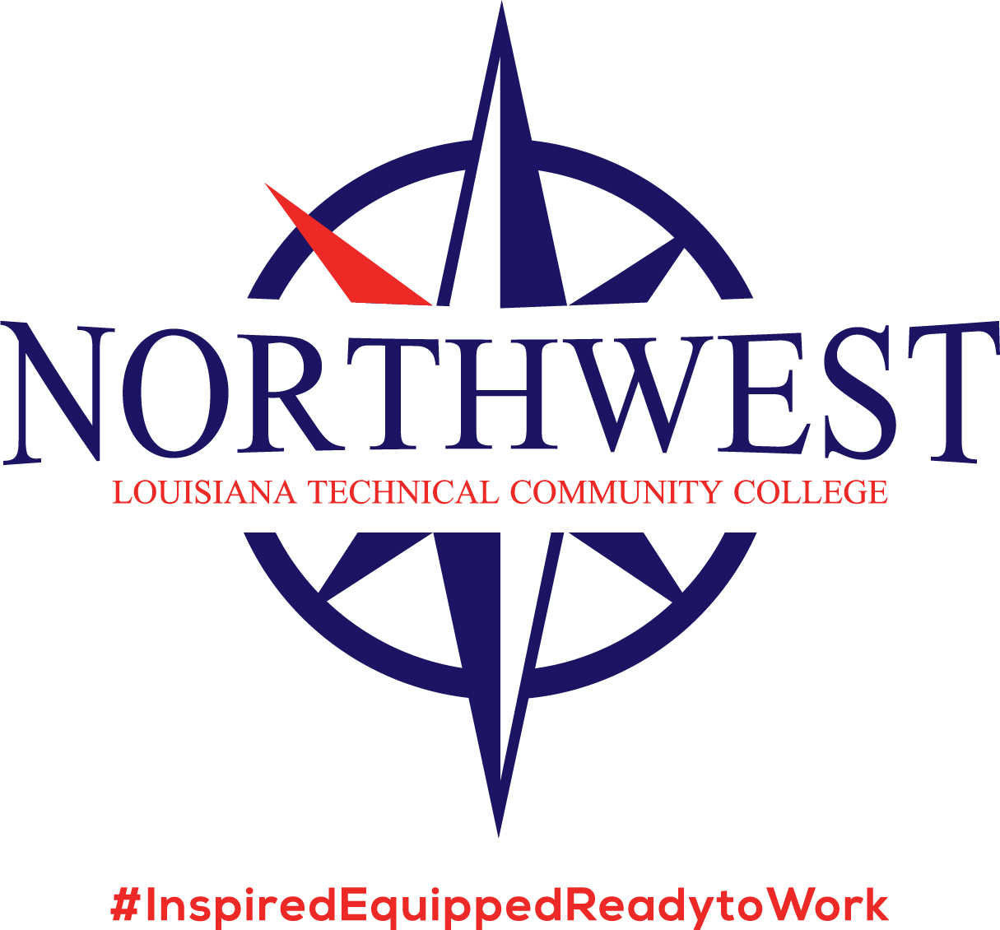 NORTHWEST
LOUISIANA TECHNICAL COMMUNITY COLLEGE
#InspiredEquippedReadytoWork